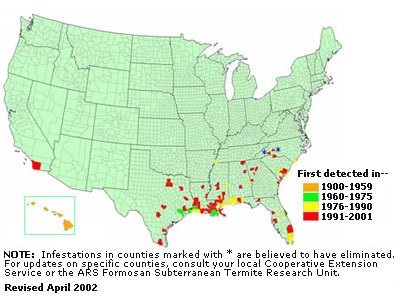 * *
First detected in--
1900-1959
1960-1975
1976-1990
1991-2001
NOTE: Infestations in counties marked with * are believed to have eliminated.
For updates on specific counties, consult your local Cooperative Extension
Service or the ARS Formosan Subterranean Termite Research Unit.
Revised April 2002